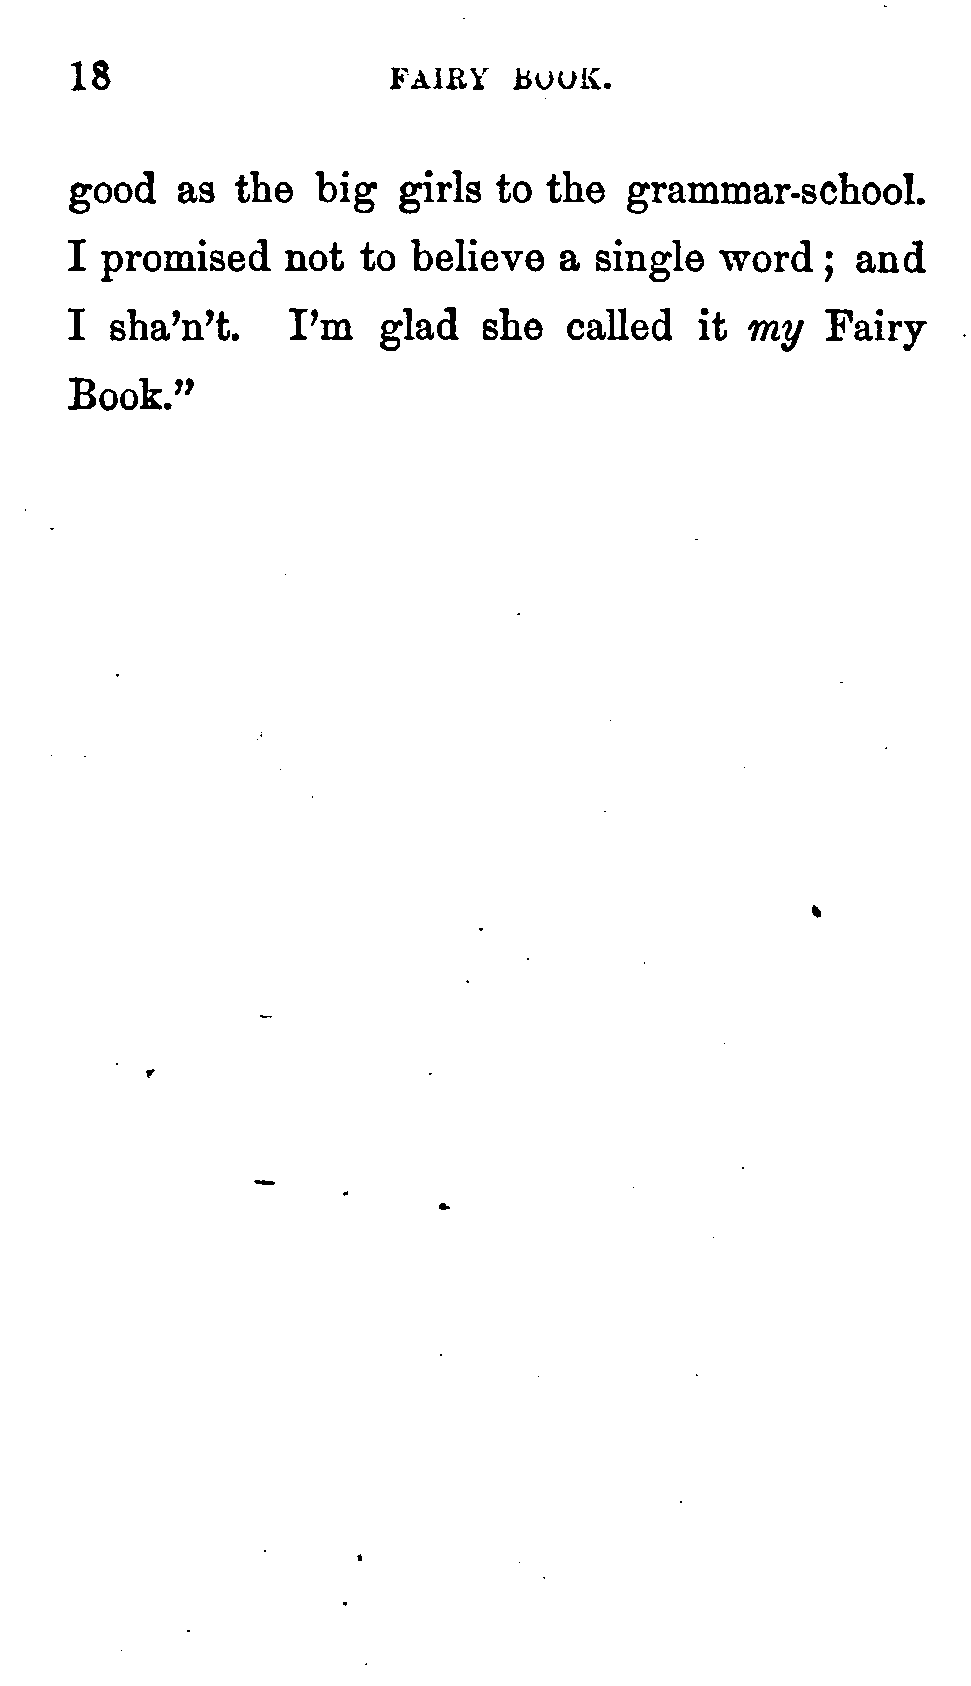 18 FAIRY BOOK.
good as the big girls to the grammar-school.
I promised not to believe a single word; and
I sha'n't. I'm glad she called it my Fairy
Book.”